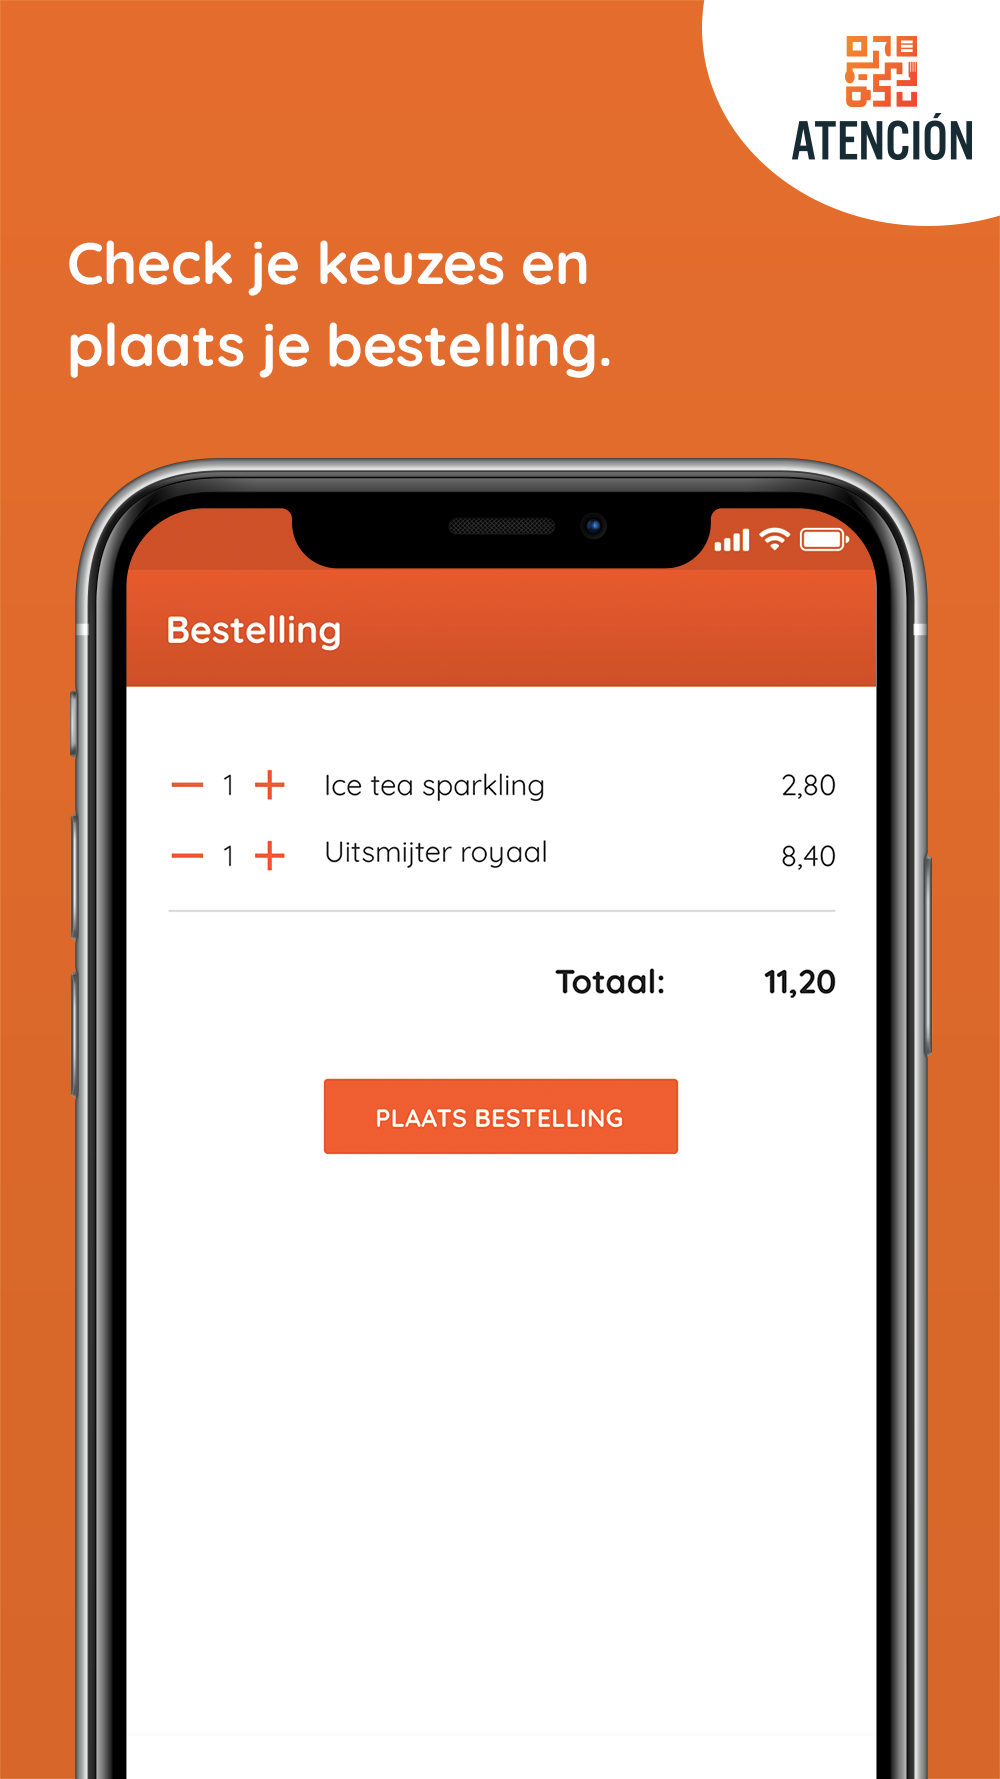 ATENCIÓN
Check je keuzes en
plaats je bestelling.
Bestelling
1 Ice tea sparkling 2,80
1 Uitsmijter royaal 8,40
Totaal: 11,20
PLAATS BESTELLING